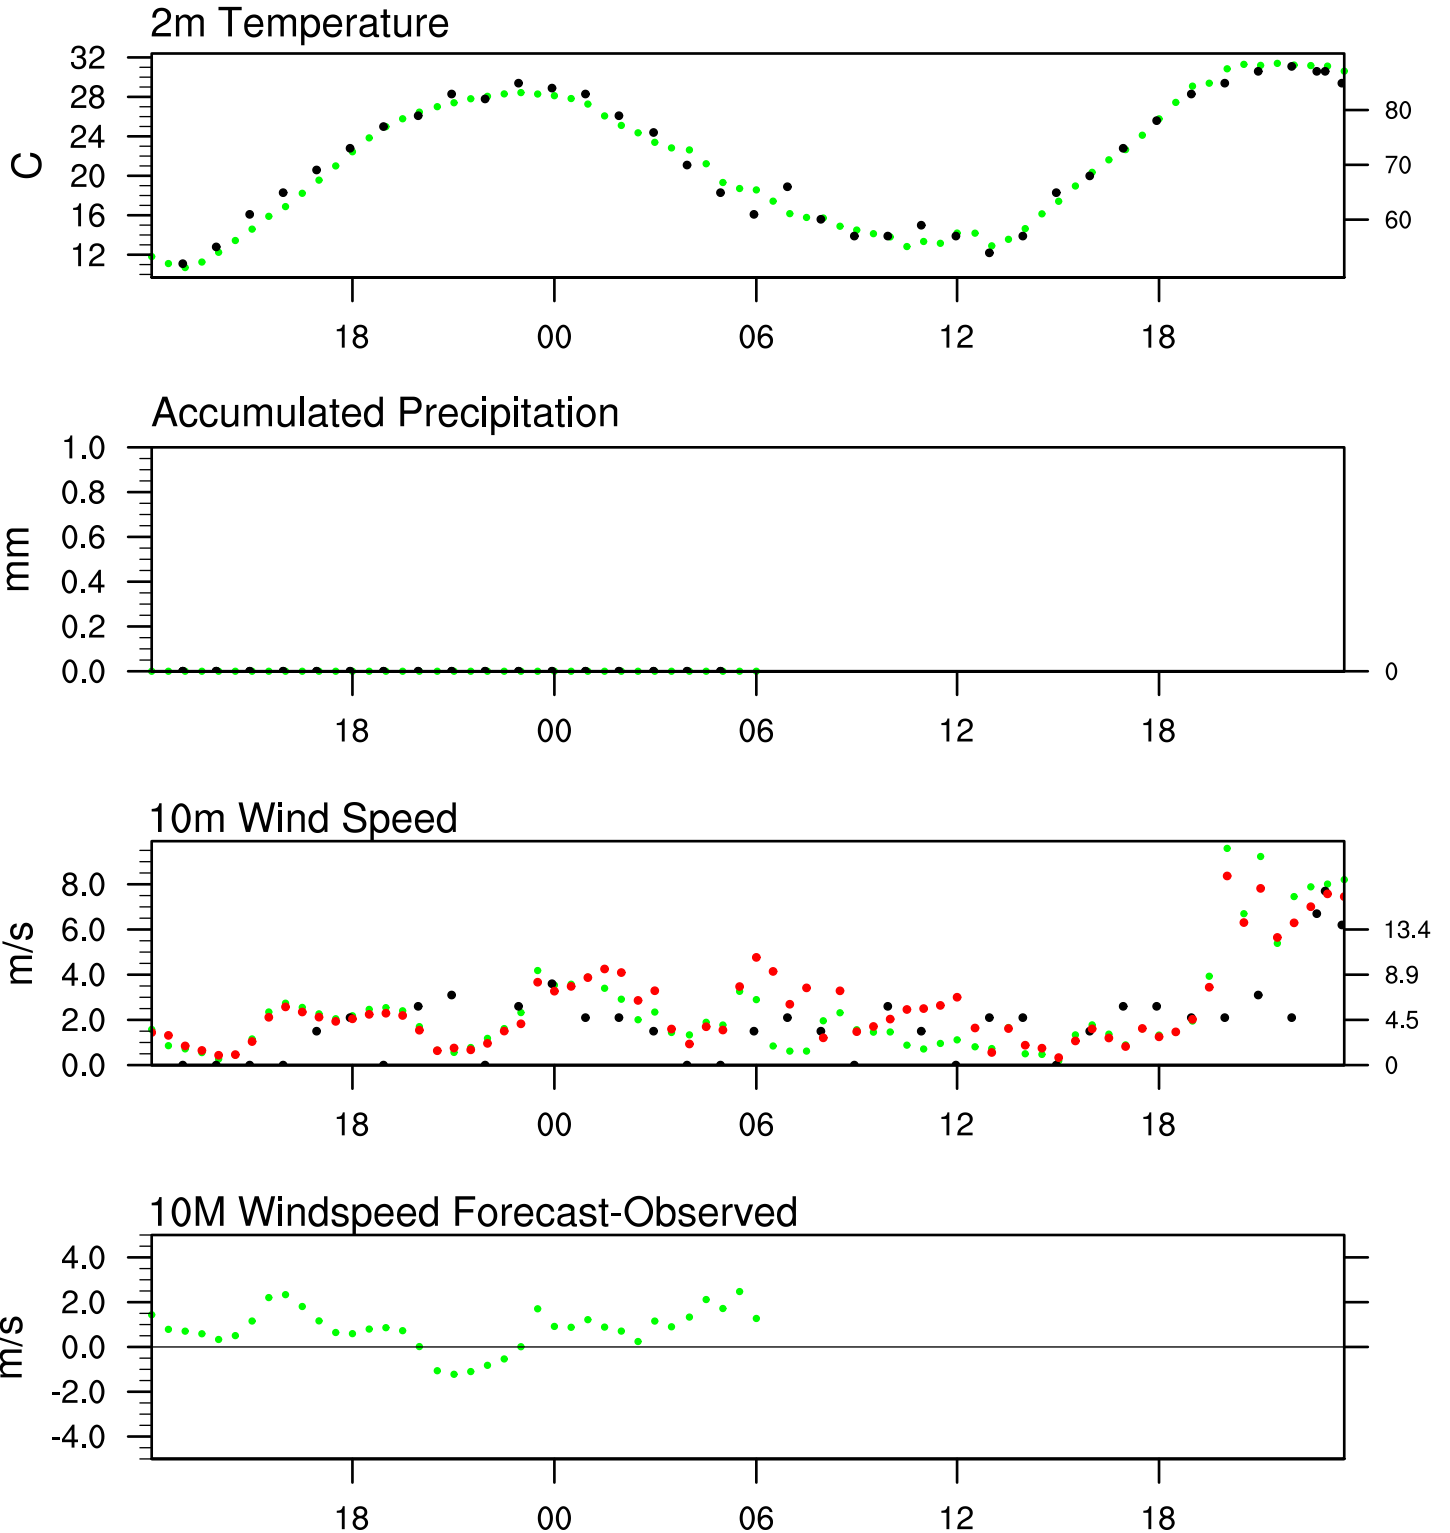 2m Temperature
32
28
80
24
C
20
70
16
60
12
18 00 06 12 18
Accumulated Precipitation
1.0
0.8
0.6
mm
0.4
0.2
0.0 0
18 00 06 12 18
10m Wind Speed
8.0
6.0 13.4
m/s
4.0 8.9
2.0 4.5
0.0 0
18 00 06 12 18
10M Windspeed Forecast-Observed
4.0
2.0
0.0
m/s
-2.0
-4.0
18 00 06 12 18